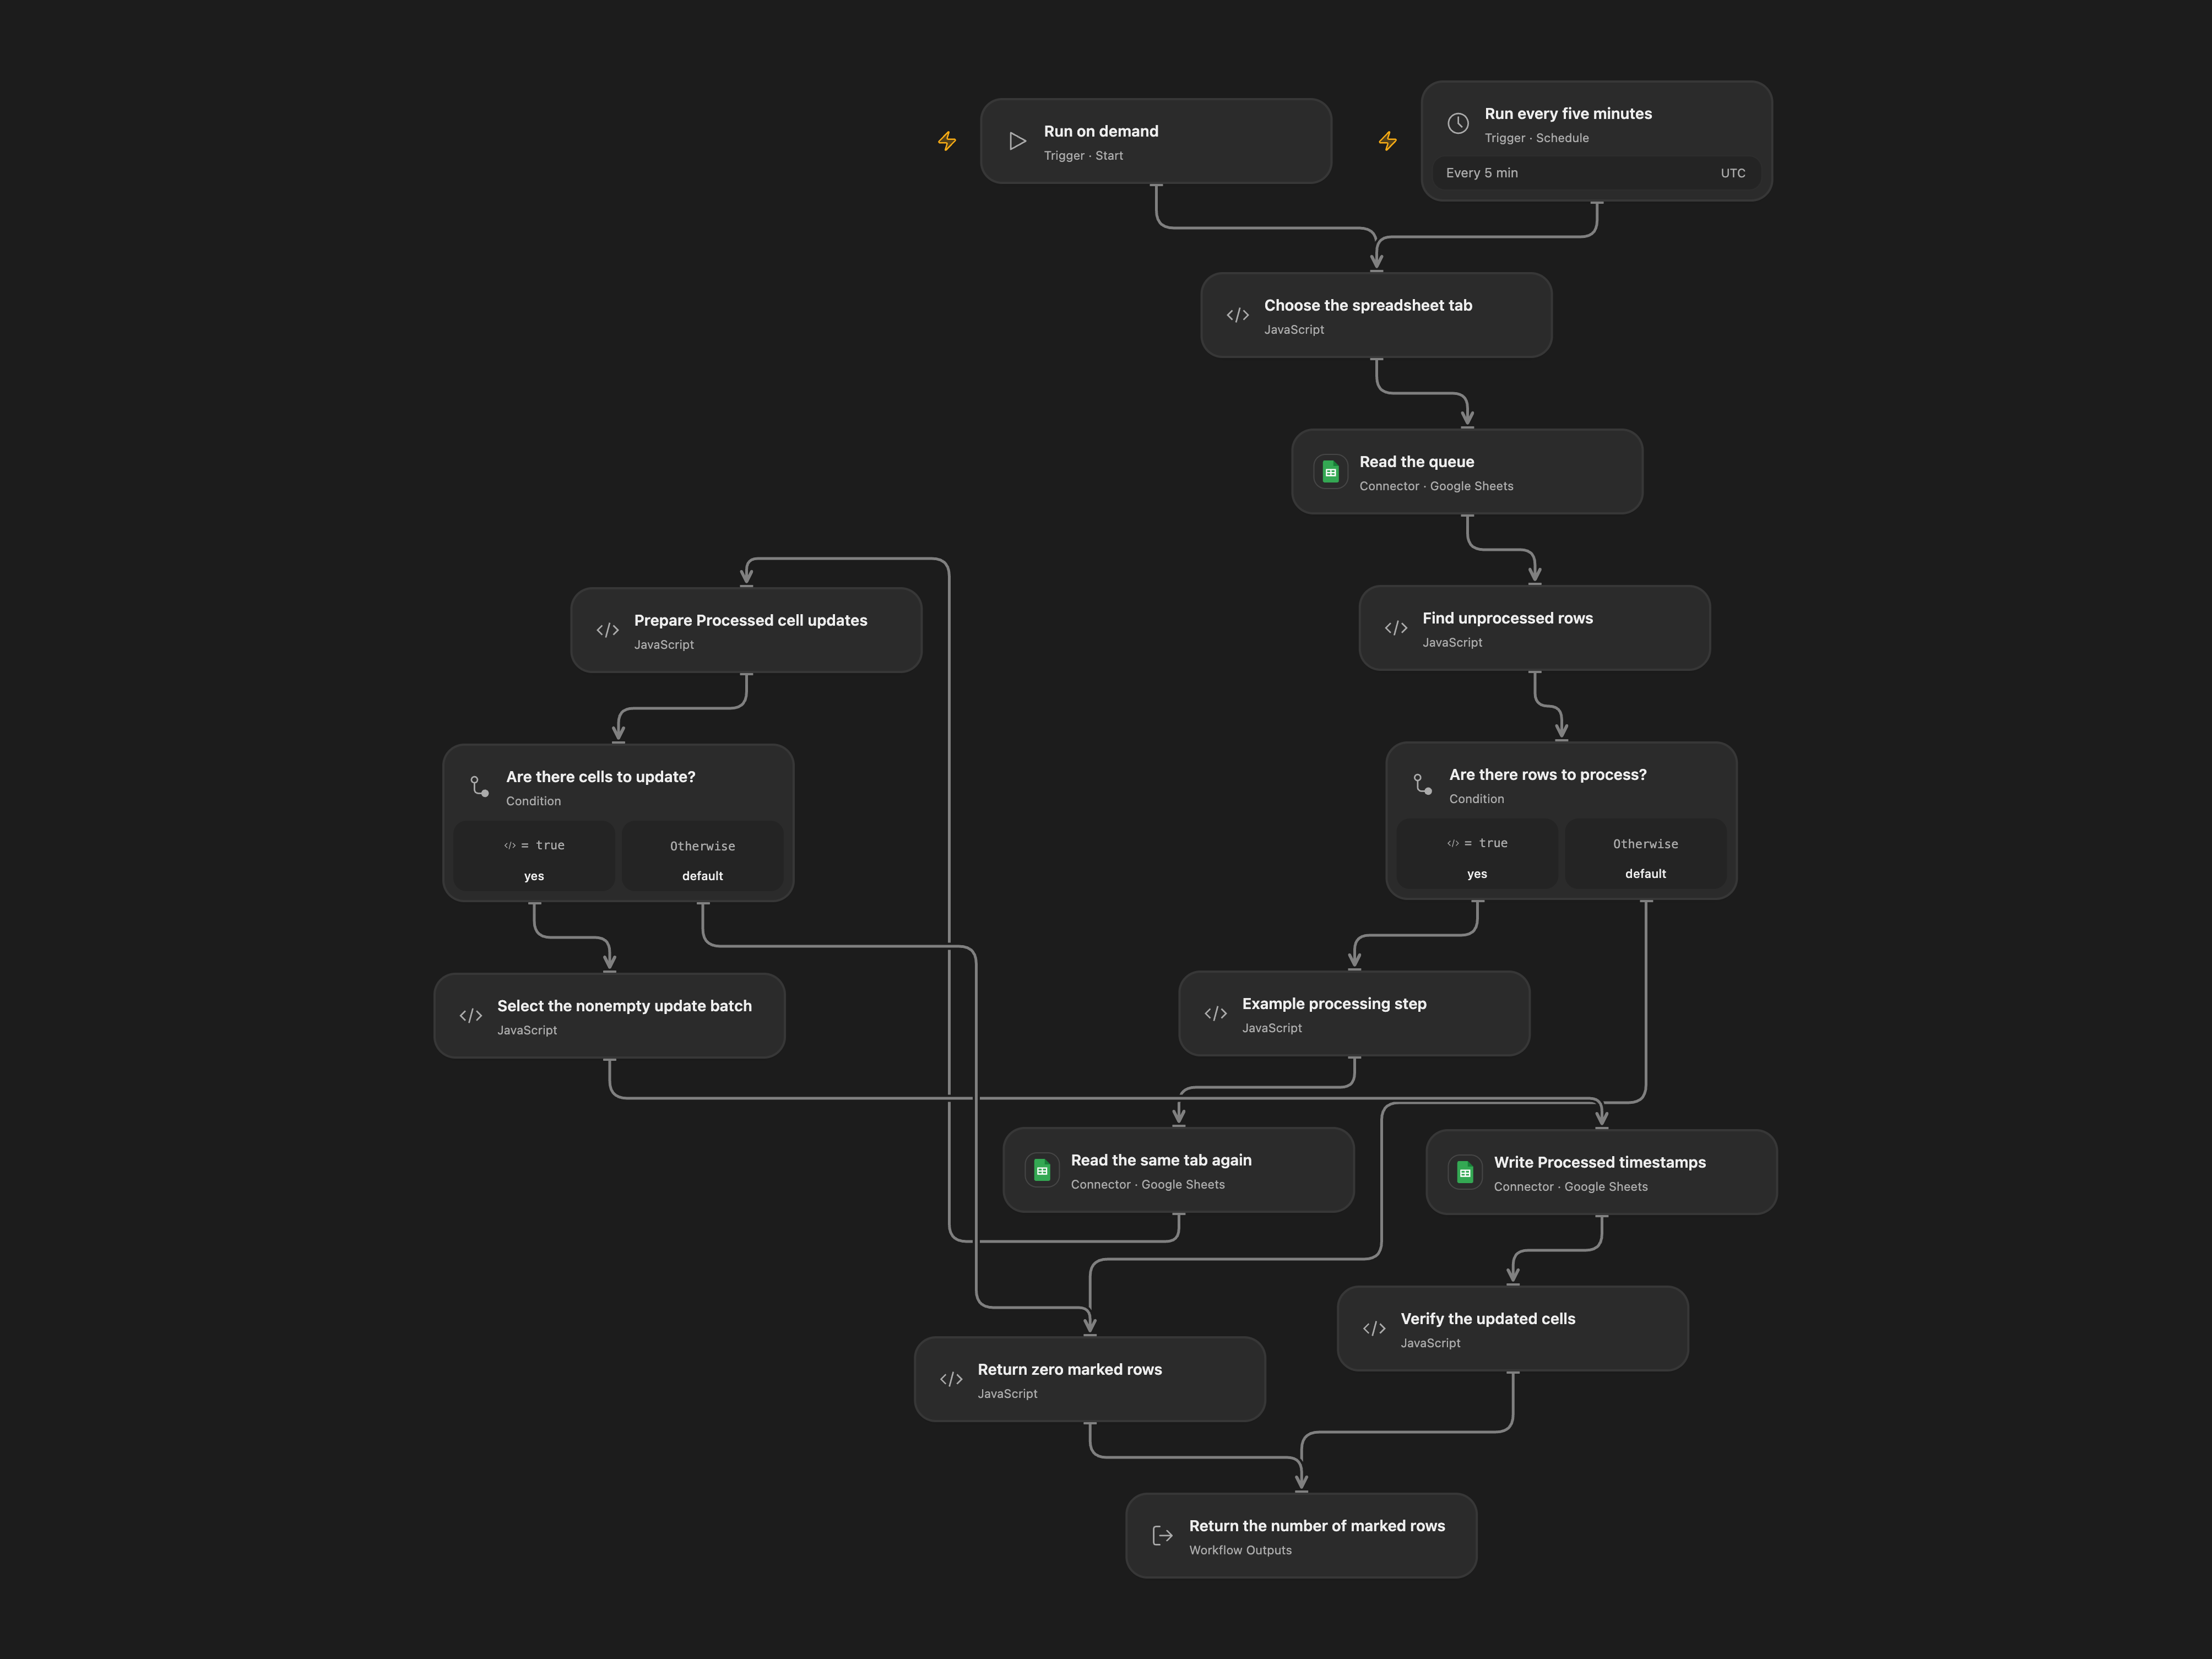 Run on demand
Trigger · Start
Run every five minutes
Trigger · Schedule
Every 5 min
UTC
Choose the spreadsheet tab
JavaScript
Read the queue
Connector · Google Sheets
Find unprocessed rows
JavaScript
Prepare Processed cell updates
JavaScript
Are there cells to update?
Condition
</> = true
yes
Otherwise
default
Are there rows to process?
Condition
</> = true
yes
Otherwise
default
Select the nonempty update batch
JavaScript
Example processing step
JavaScript
Read the same tab again
Connector · Google Sheets
Write Processed timestamps
Connector · Google Sheets
Verify the updated cells
JavaScript
Return zero marked rows
JavaScript
Return the number of marked rows
Workflow Outputs